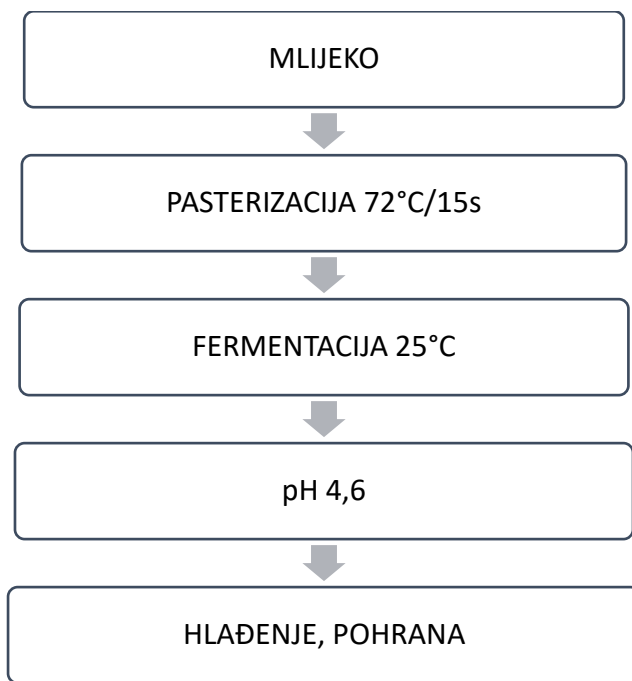 MLIJEKO
PASTERIZACIJA 72°C/15s
FERMENTACIJA 25°C
pH 4,6
HLAĐENJE, POHRANA